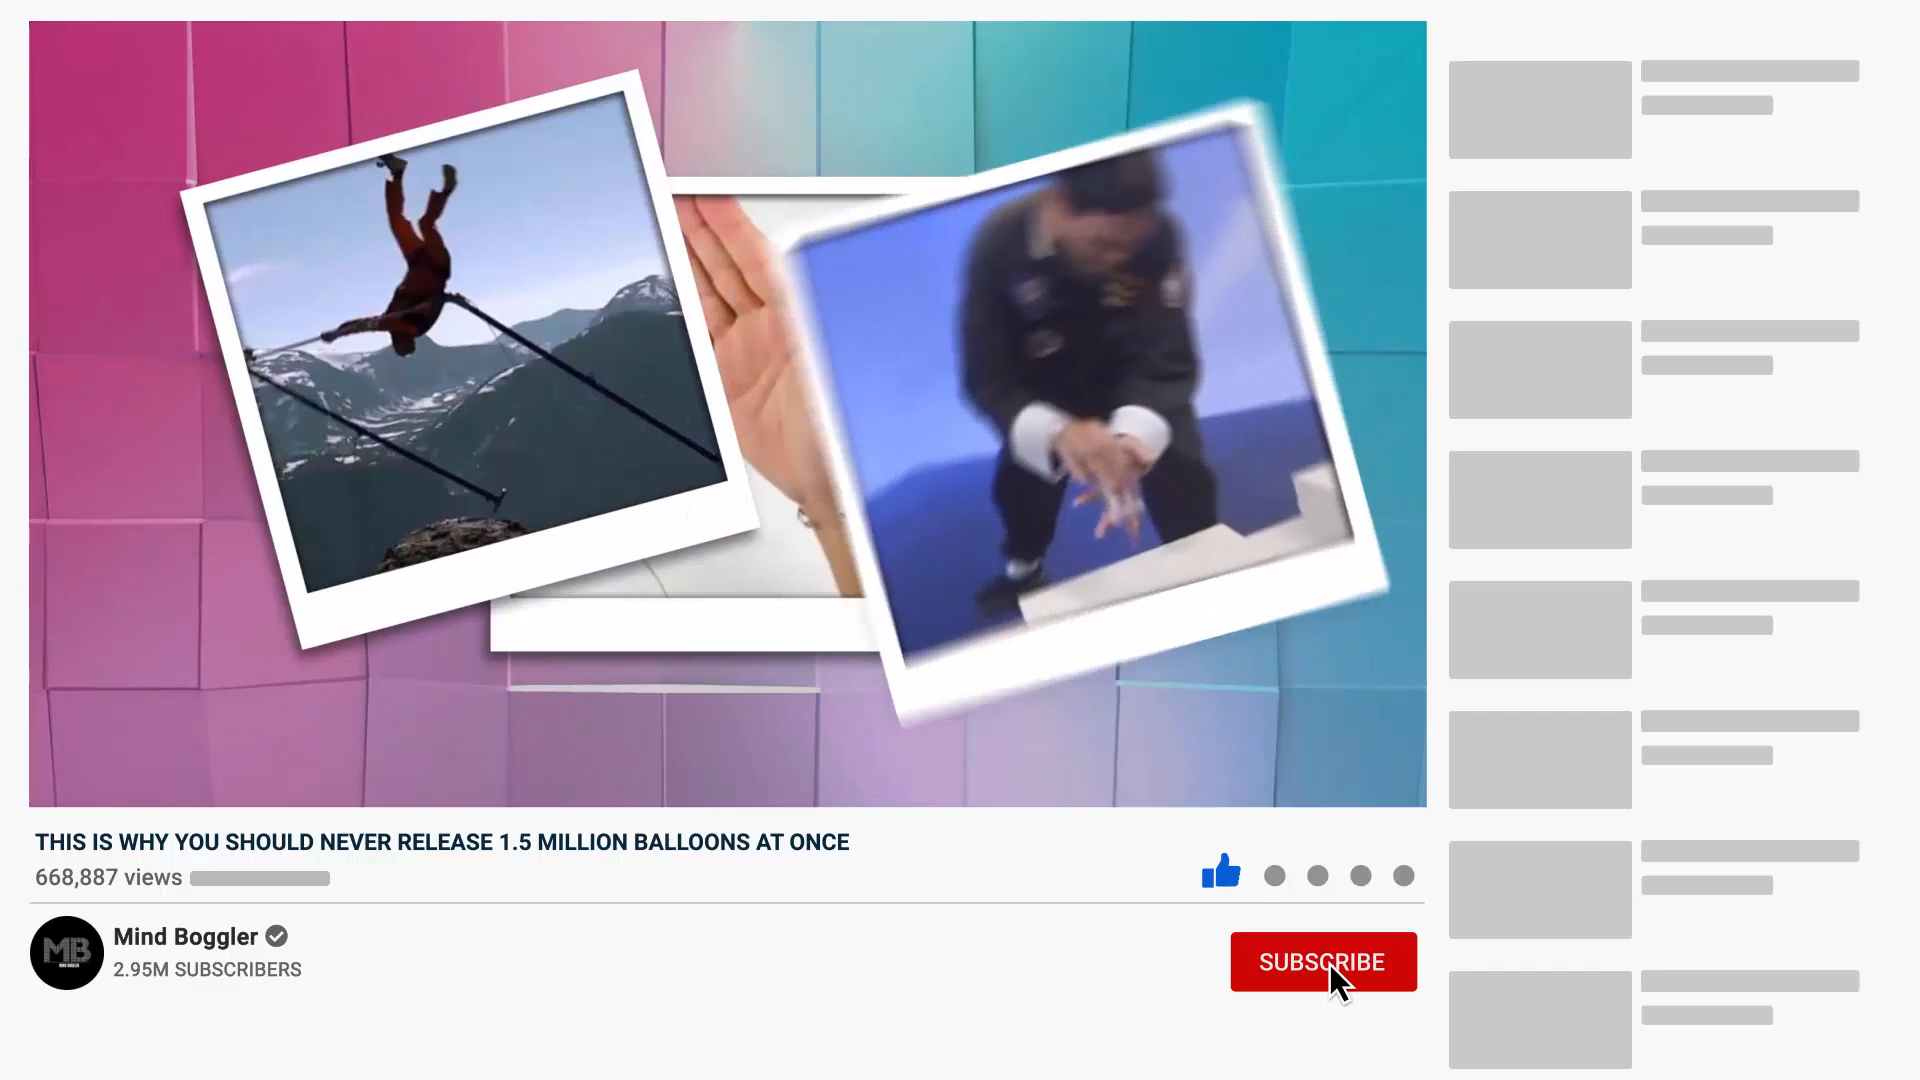 THIS IS WHY YOU SHOULD NEVER RELEASE 1.5 MILLION BALLOONS AT ONCE
668,887 views
MB
Mind Boggler
2.95M SUBSCRIBERS
SUBSCRIBE